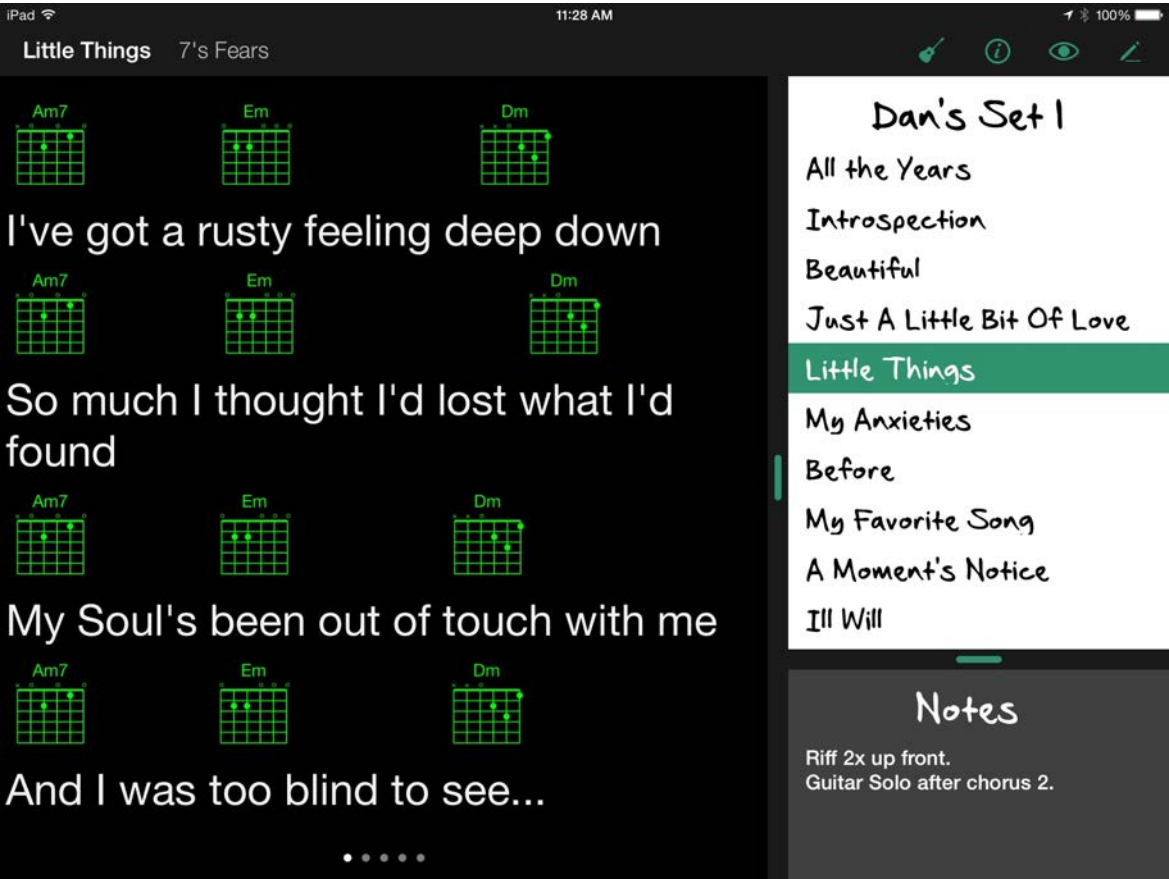 iPad 11:28 AM 100%
Little Things 7's Fears
Am7 Em Dm
I've got a rusty feeling deep down
Am7 Em Dm
So much I thought I'd lost what I'd
found
Am7 Em Dm
My Soul's been out of touch with me
Am7 Em Dm
And I was too blind to see...
Dan's Set 1
All the Years
Introspection
Beautiful
Just A Little Bit Of Love
Little Things
My Anxieties
Before
My Favorite Song
A Moment's Notice
Ill Will
Notes
Riff 2x up front.
Guitar Solo after chorus 2.